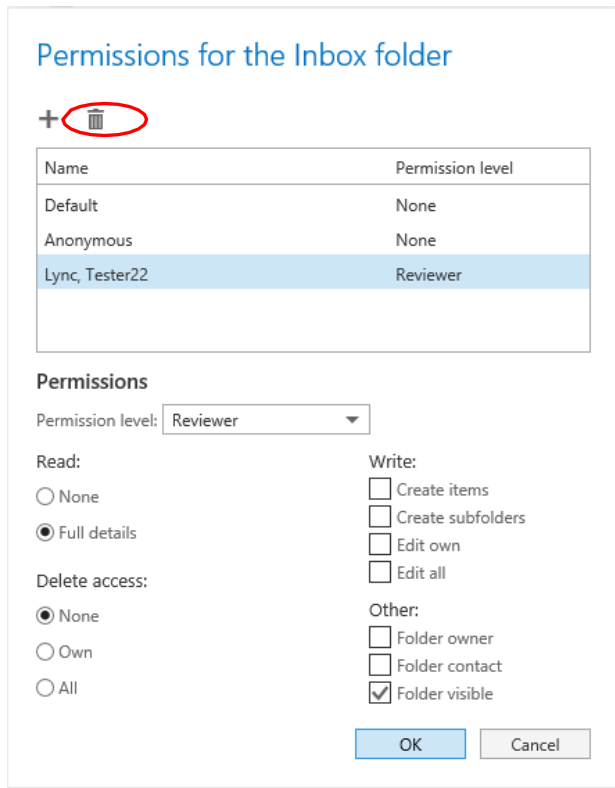 Permissions for the Inbox folder
Name Permission level
Default None
Anonymous None
Lync, Tester22 Reviewer
Permissions
Permission level: Reviewer
Read:
None
Full details
Delete access:
None
Own
All
Write:
Create items
Create subfolders
Edit own
Edit all
Other:
Folder owner
Folder contact
Folder visible
OK Cancel